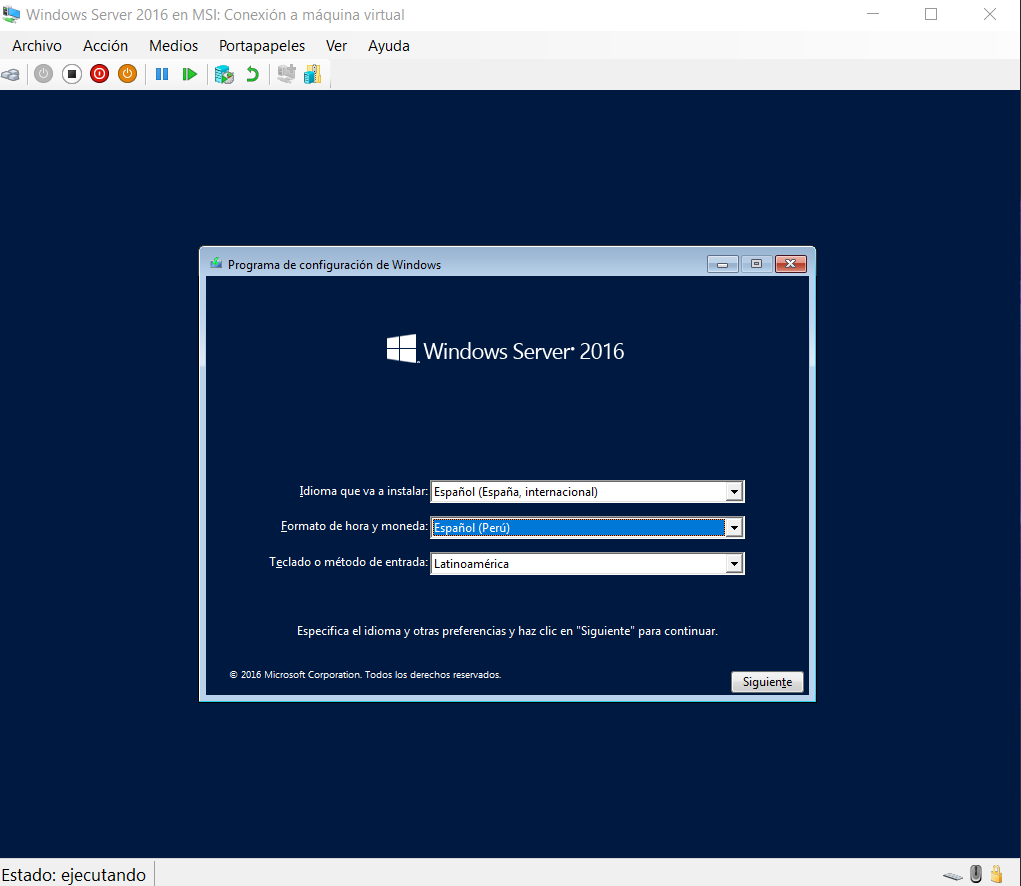 Windows Server 2016 en MSI: Conexión a máquina virtual
Archivo Acción Medios Portapapeles Ver Ayuda
Programa de configuración de Windows
Windows Server 2016
Idioma que va a instalar: Español (España, internacional)
Formato de hora y moneda: Español (Perú)
Teclado o método de entrada: Latinoamérica
Especifica el idioma y otras preferencias y haz clic en "Siguiente" para continuar.
© 2016 Microsoft Corporation. Todos los derechos reservados.
Siguiente
Estado: ejecutando